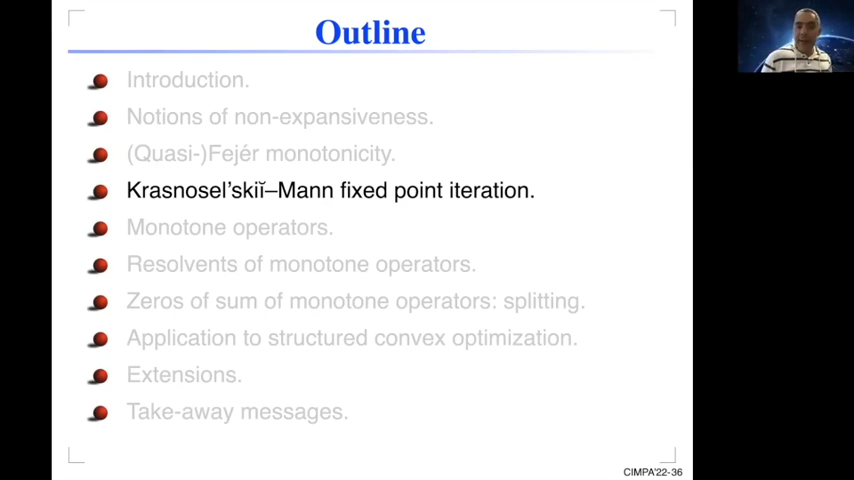 Outline
Introduction.
Notions of non-expansiveness.
(Quasi-)Fejér monotonicity.
Krasnosel'skiĭ–Mann fixed point iteration.
Monotone operators.
Resolvents of monotone operators.
Zeros of sum of monotone operators: splitting.
Application to structured convex optimization.
Extensions.
Take-away messages.
CIMPA'22-36